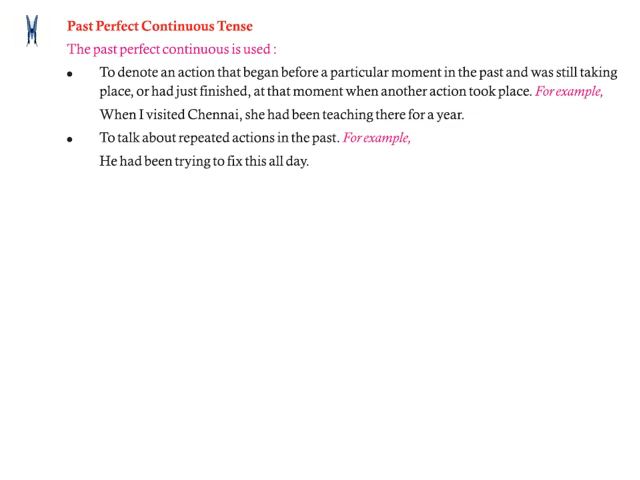 Past Perfect Continuous Tense
The past perfect continuous is used :
• To denote an action that began before a particular moment in the past and was still taking
place, or had just finished, at that moment when another action took place. For example,
When I visited Chennai, she had been teaching there for a year.
• To talk about repeated actions in the past. For example,
He had been trying to fix this all day.